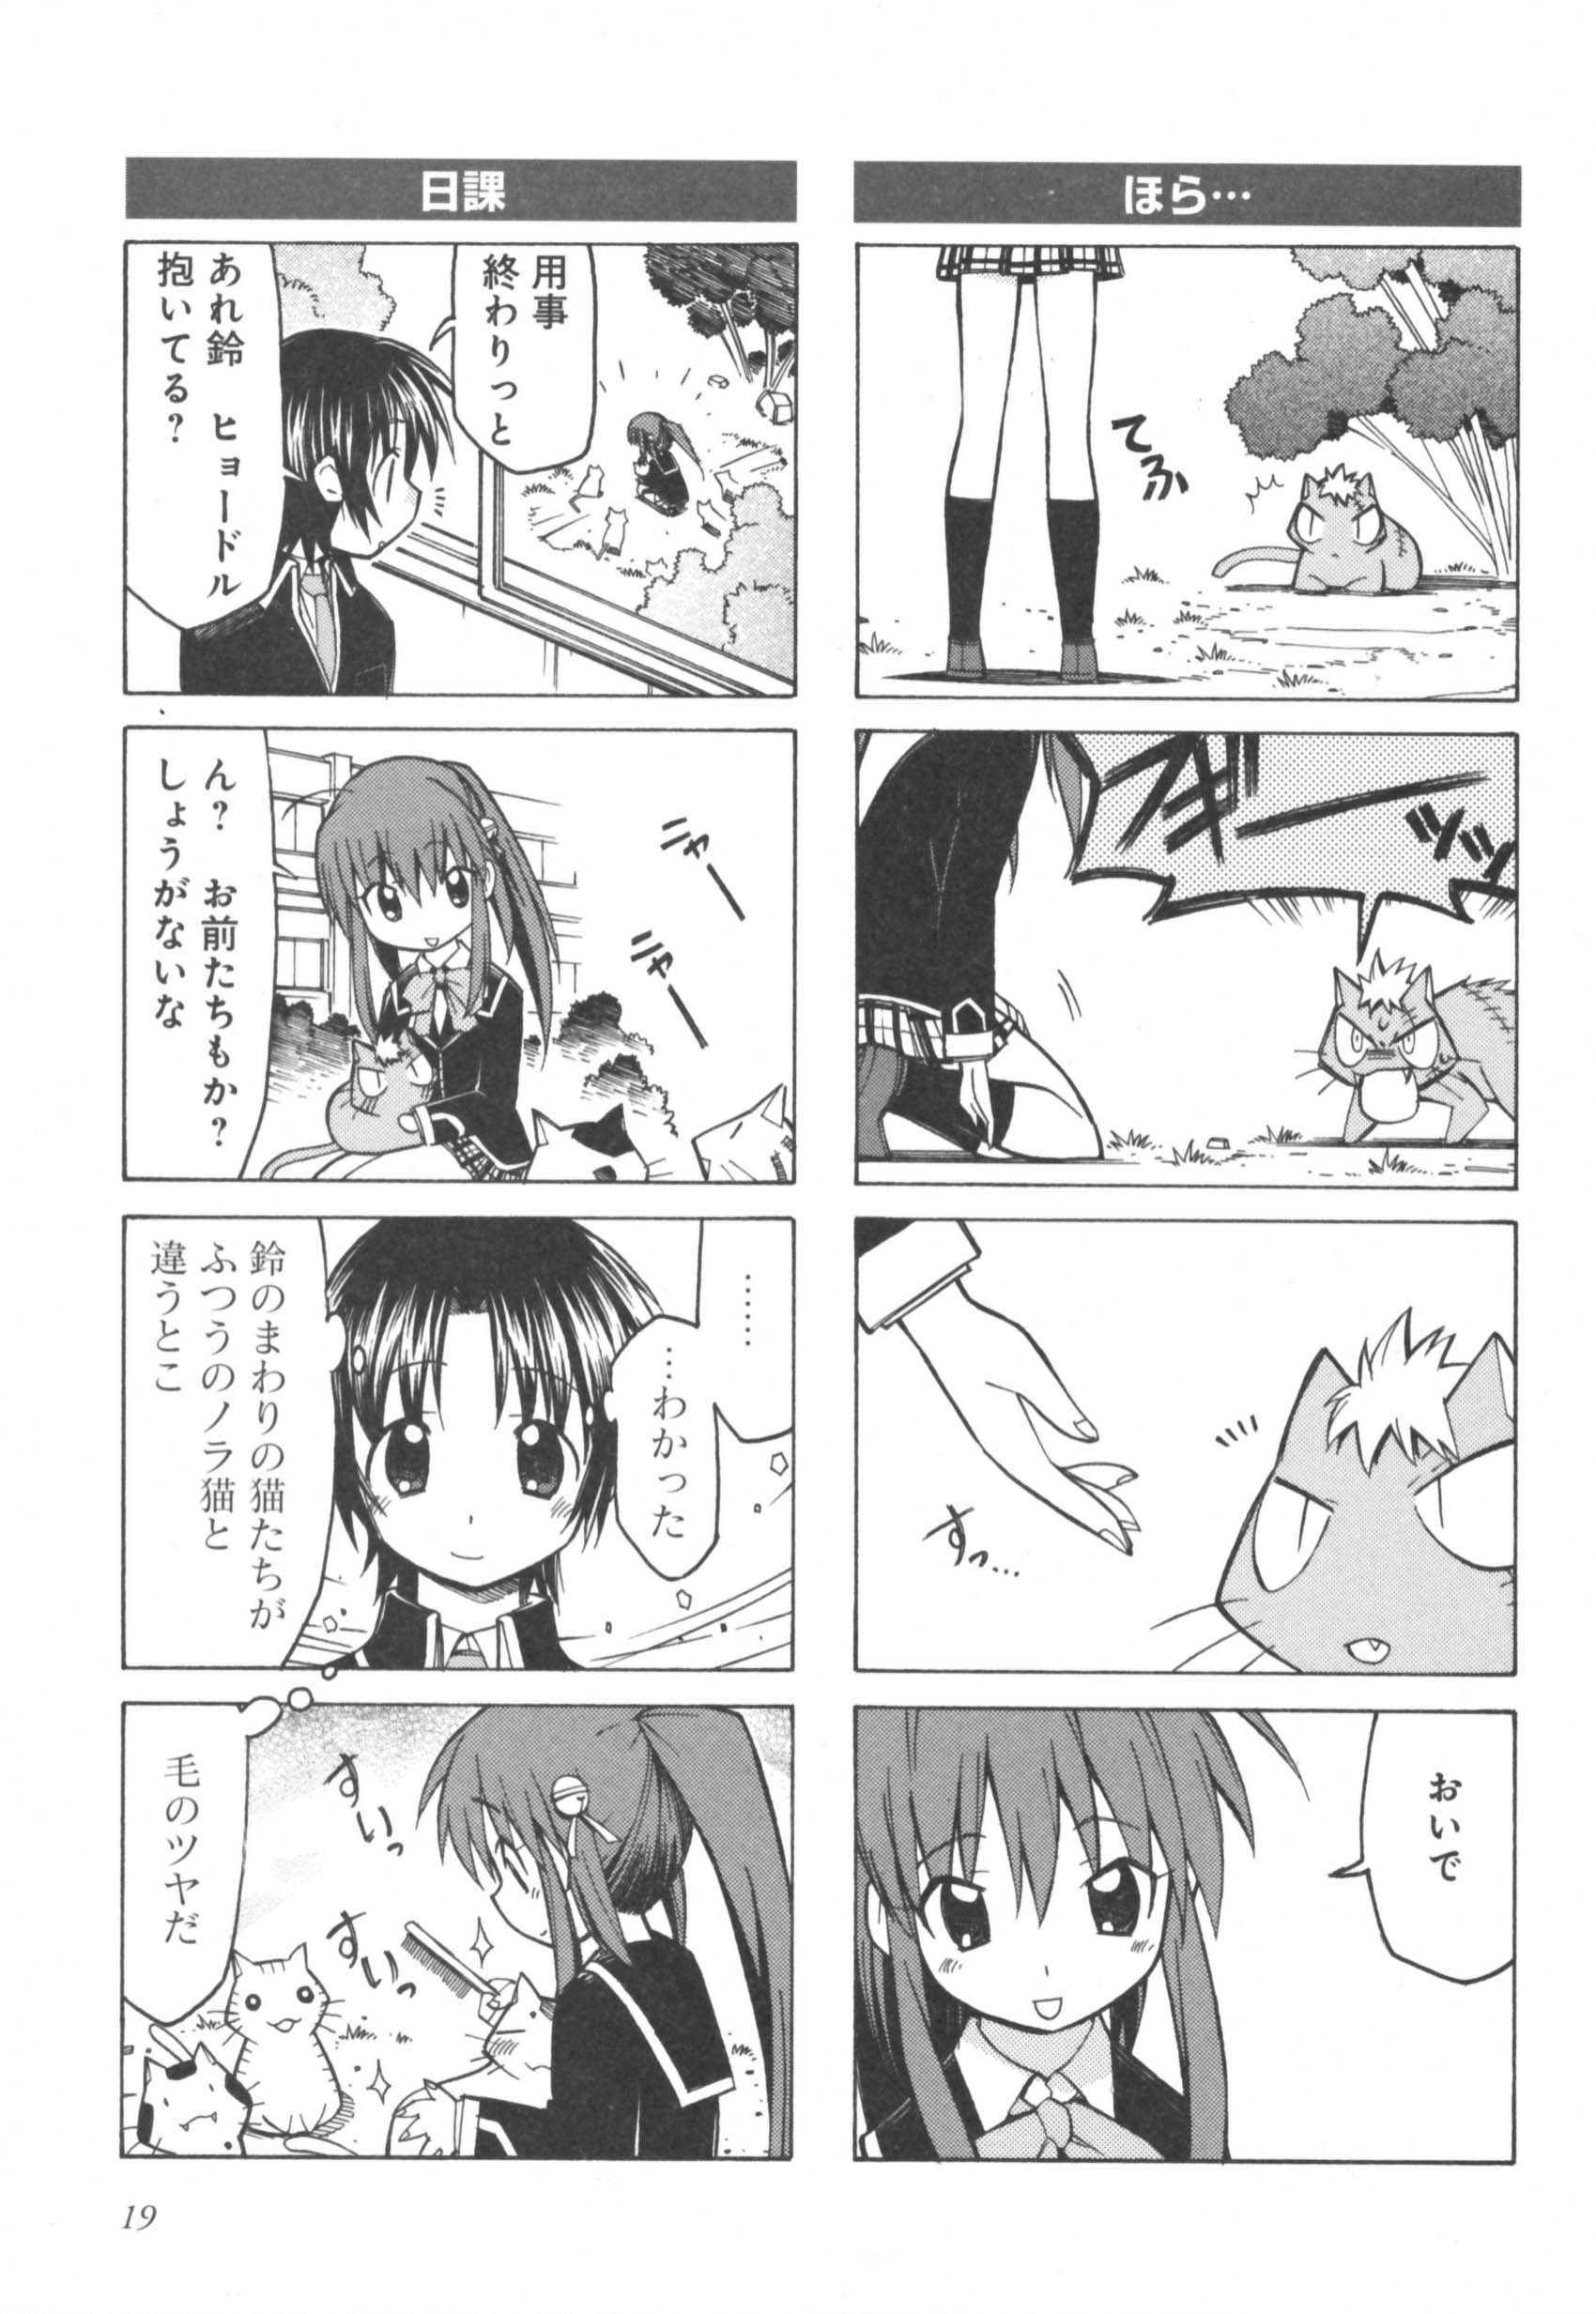 ほら…
てふ
フギーーッッ
すっ…
おいで
日課
用事
終わりっと
あれ鈴 ヒョードル
抱いてる?
ニャー
ニャー
ん? お前たちもか?
しょうがないな
……
…わかった
鈴のまわりの猫たちが
ふつうのノラ猫と
違うとこ
すいっ
すいっ
毛のツヤだ
19